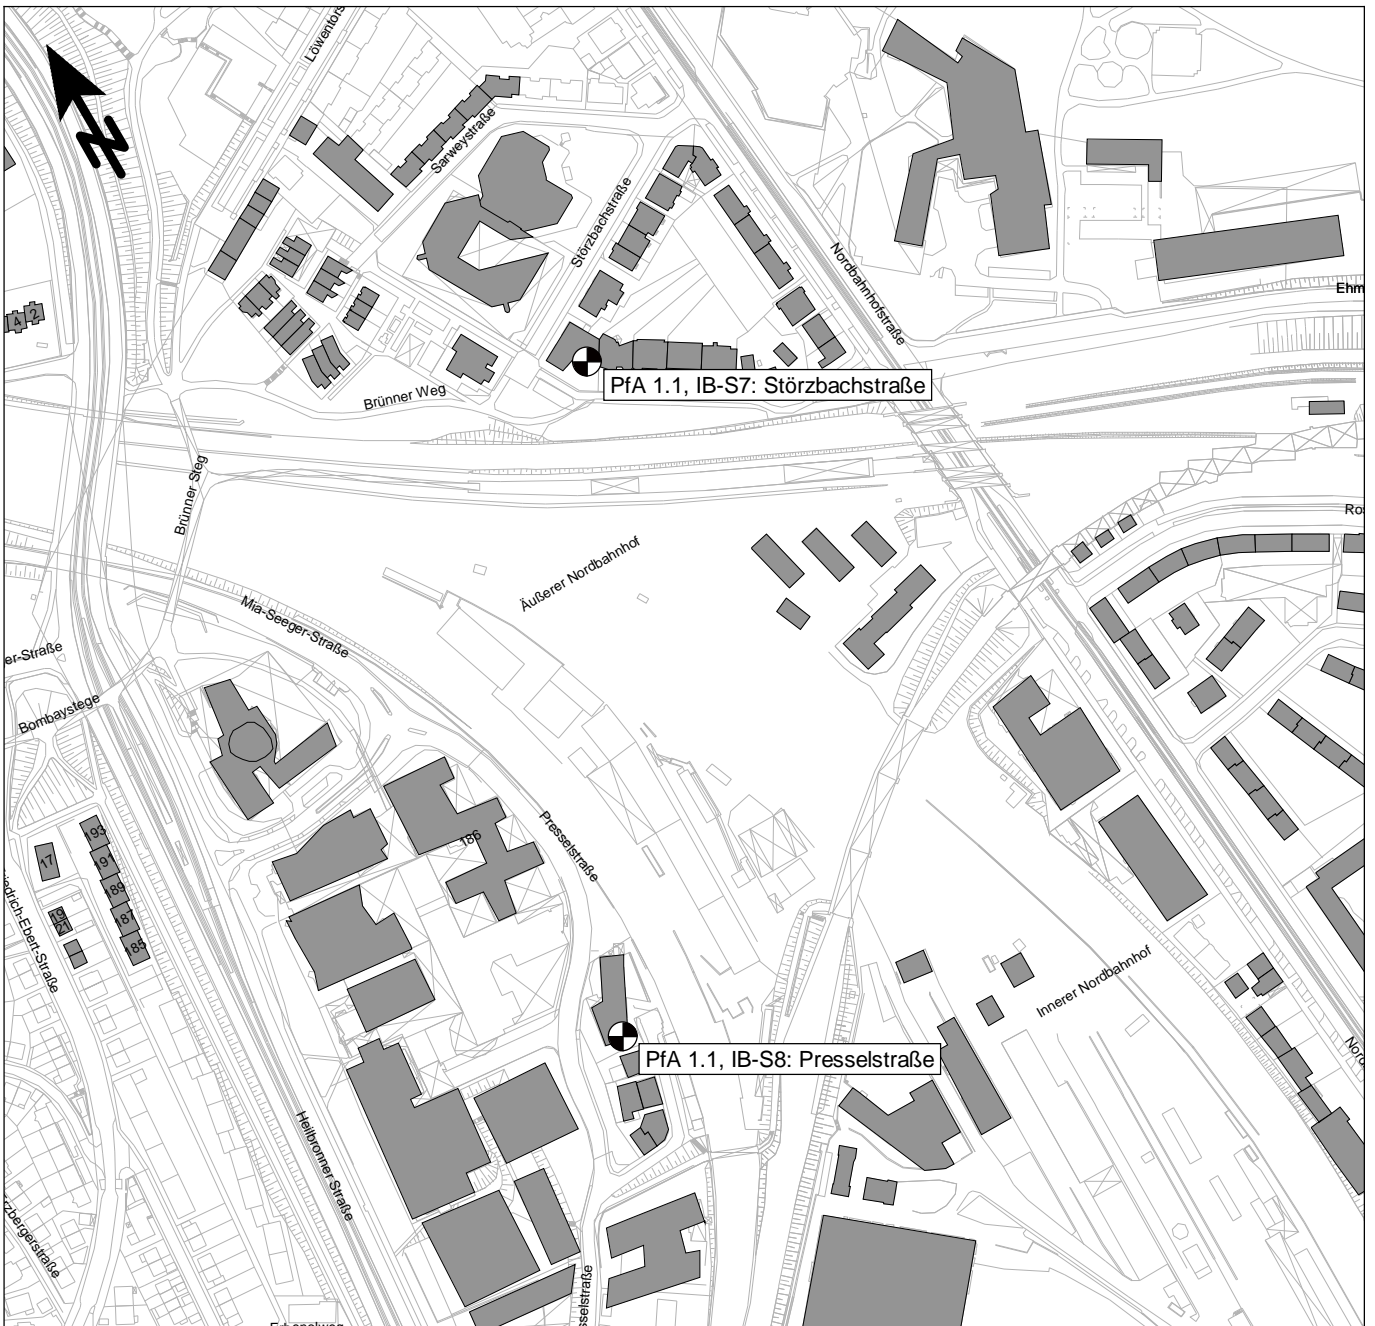 Löwentors
Sarweystraße
Störzbachstraße
Nordbahnhofstraße
Ehm
4
2
N
PfA 1.1, IB-S7: Störzbachstraße
Brünner Weg
Brünner Steg
Ros
Äußerer Nordbahnhof
Mia-Seeger-Straße
er-Straße
Bombaystege
193
191
189
187
185
17
19
21
186
Presselstraße
iedrich-Ebert-Straße
Innerer Nordbahnhof
Nord
PfA 1.1, IB-S8: Presselstraße
Heilbronner Straße
rzbergerstraße
sselstraße